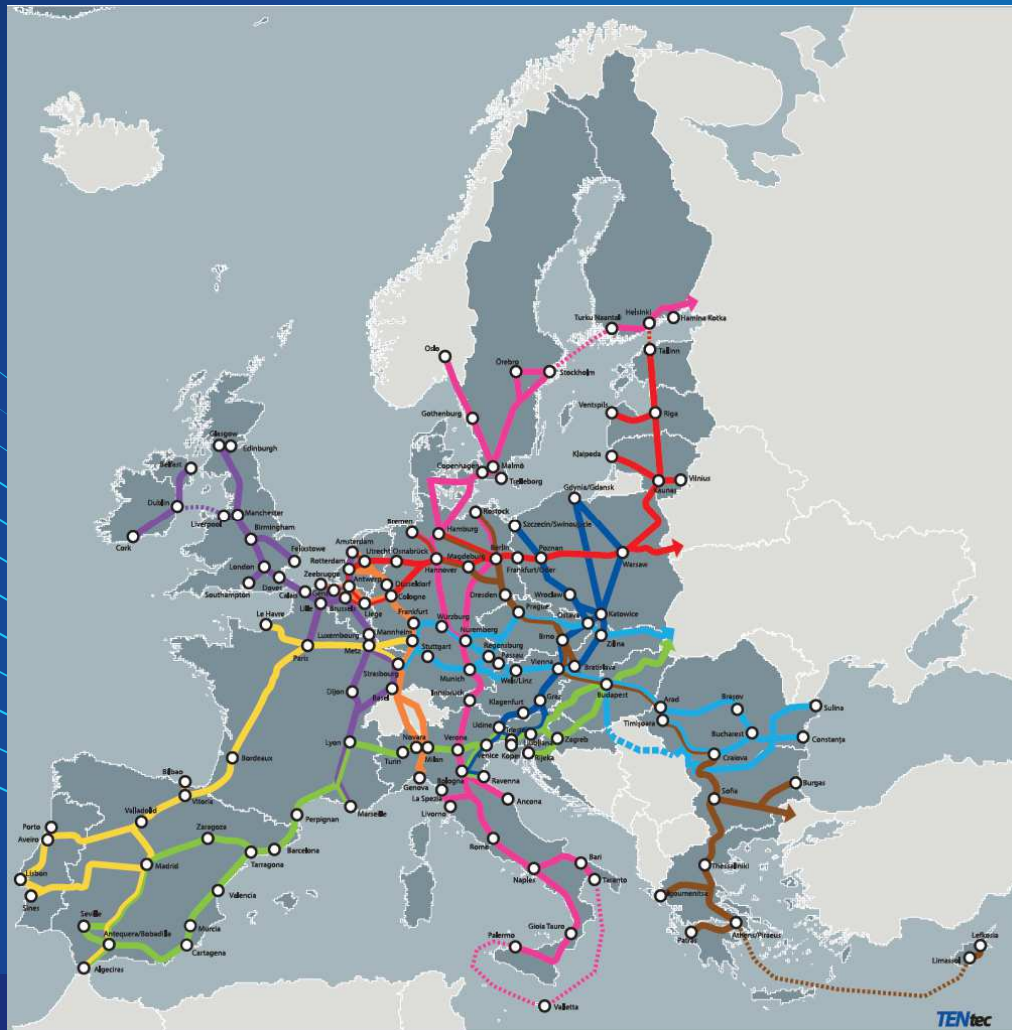 Helsinki
Turku Naantali
Hamina Kotka
Oslo
Örebro
Stockholm
Tallinn
Ventspils
Riga
Gothenburg
Glasgow
Edinburgh
Klaipeda
Belfast
Copenhagen
Malmö
Trelleborg
Kaunas
Vilnius
Gdynia/Gdansk
Dublin
Manchester
Liverpool
Rostock
Szczecin/Swinoujscie
Bremen
Hamburg
Birmingham
Cork
Amsterdam
Felixstowe
Utrecht
Osnabrück
Magdeburg
Berlin
Poznan
Rotterdam
Warsaw
London
Hannover
Frankfurt/Oder
Zeebrugge
Antwerp
Düsseldorf
Southampton
Dover
Calais
Cologne
Dresden
Wroclaw
Brussels
Liège
Katowice
Lille
Prague
Le Havre
Frankfurt
Würzburg
Ostava
Luxembourg
Mannheim
Nuremberg
Brno
Zilina
Paris
Metz
Stuttgart
Regensburg
Passau
Strasbourg
Vienna
Bratislava
Munich
Wels/Linz
Dijon
Basel
Budapest
Innsbruck
Graz
Arad
Brasov
Sulina
Klagenfurt
Timișoara
Udine
Trieste
Bucharest
Lyon
Novara
Verona
Ljubljana
Zagreb
Constanţa
Turin
Milan
Venice
Koper
Rijeka
Craiova
Bordeaux
Bilbao
Genova
Bologna
Ravenna
Burgas
Vitoria
La Spezia
Sofia
Valladolid
Marseille
Livorno
Ancona
Porto
Perpignan
Aveiro
Zaragoza
Roma
Barcelona
Madrid
Tarragona
Bari
Thessaloniki
Lisbon
Naples
Taranto
Sines
Valencia
Igoumenitsa
Seville
Murcia
Athens/Piraeus
Patras
Gioia Tauro
Antequera/Bobadilla
Cartagena
Palermo
Lefkosia
Limassol
Algeciras
Valletta
TENtec